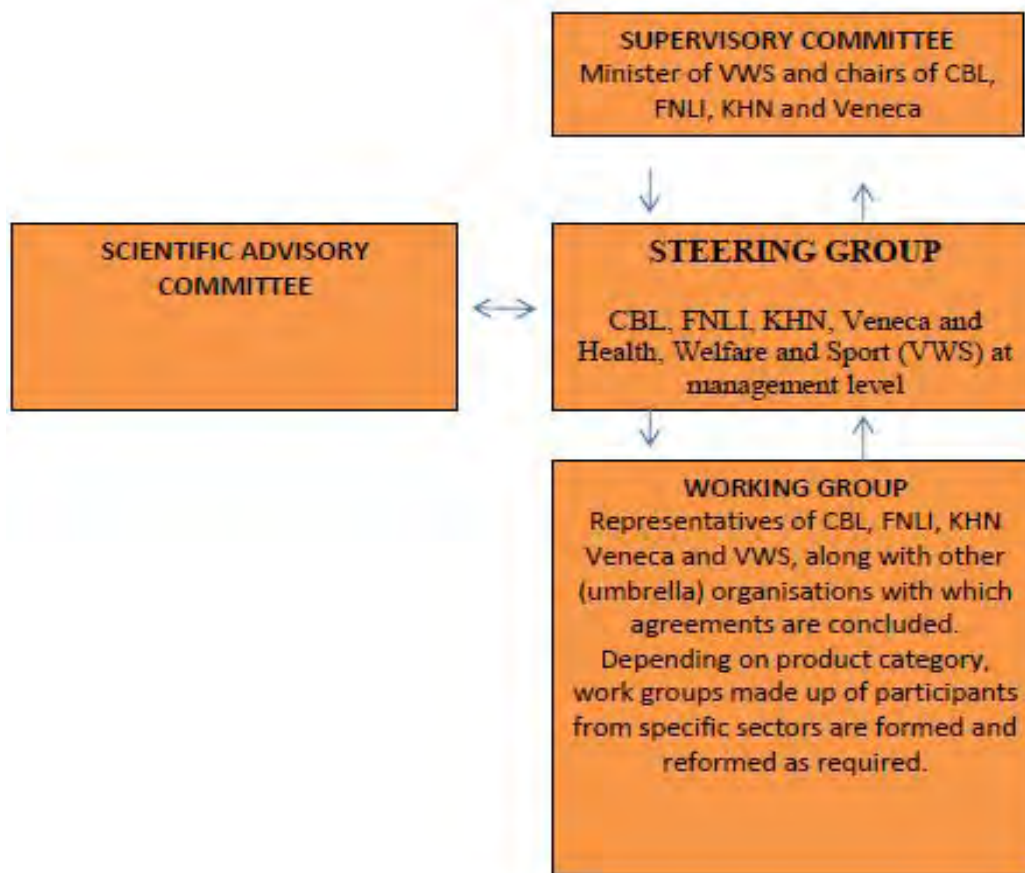 SUPERVISORY COMMITTEE
Minister of VWS and chairs of CBL,
FNLI, KHN and Veneca
SCIENTIFIC ADVISORY
COMMITTEE
STEERING GROUP
CBL, FNLI, KHN, Veneca and
Health, Welfare and Sport (VWS) at
management level
WORKING GROUP
Representatives of CBL, FNLI, KHN
Veneca and VWS, along with other
(umbrella) organisations with which
agreements are concluded.
Depending on product category,
work groups made up of participants
from specific sectors are formed and
reformed as required.